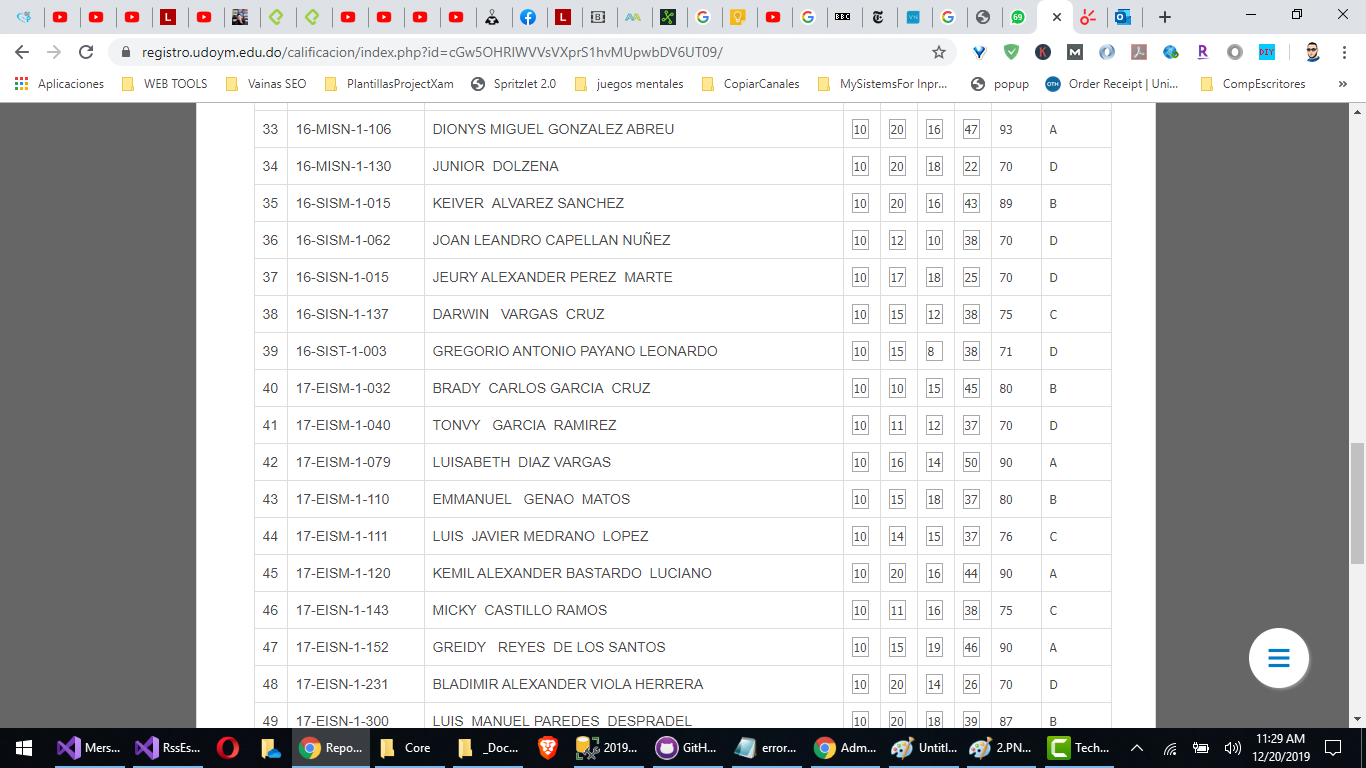 69
registro.udoym.edu.do/calificacion/index.php?id=cGw5OHRlWVVsVXprS1hvMUpwbDV6UT09/
Aplicaciones WEB TOOLS Vainas SEO PlantillasProjectXam Spritzlet 2.0 juegos mentales CopiarCanales MySistemsFor Inpr... popup OTH Order Receipt | Uni... CompEscritores »
33 16-MISN-1-106 DIONYS MIGUEL GONZALEZ ABREU 10 20 16 47 93 A
34 16-MISN-1-130 JUNIOR DOLZENA 10 20 18 22 70 D
35 16-SISM-1-015 KEIVER ALVAREZ SANCHEZ 10 20 16 43 89 B
36 16-SISM-1-062 JOAN LEANDRO CAPELLAN NUÑEZ 10 12 10 38 70 D
37 16-SISN-1-015 JEURY ALEXANDER PEREZ MARTE 10 17 18 25 70 D
38 16-SISN-1-137 DARWIN VARGAS CRUZ 10 15 12 38 75 C
39 16-SIST-1-003 GREGORIO ANTONIO PAYANO LEONARDO 10 15 8 38 71 D
40 17-EISM-1-032 BRADY CARLOS GARCIA CRUZ 10 10 15 45 80 B
41 17-EISM-1-040 TONVY GARCIA RAMIREZ 10 11 12 37 70 D
42 17-EISM-1-079 LUISABETH DIAZ VARGAS 10 16 14 50 90 A
43 17-EISM-1-110 EMMANUEL GENAO MATOS 10 15 18 37 80 B
44 17-EISM-1-111 LUIS JAVIER MEDRANO LOPEZ 10 14 15 37 76 C
45 17-EISM-1-120 KEMIL ALEXANDER BASTARDO LUCIANO 10 20 16 44 90 A
46 17-EISN-1-143 MICKY CASTILLO RAMOS 10 11 16 38 75 C
47 17-EISN-1-152 GREIDY REYES DE LOS SANTOS 10 15 19 46 90 A
48 17-EISN-1-231 BLADIMIR ALEXANDER VIOLA HERRERA 10 20 14 26 70 D
49 17-EISN-1-300 LUIS MANUEL PAREDES DESPRADEL 10 20 18 39 87 B
Mers... RssEs... Repo... Core _Doc... 2019... GitH... error... Adm... Untitl... 2.PN... Tech... 11:29 AM
12/20/2019